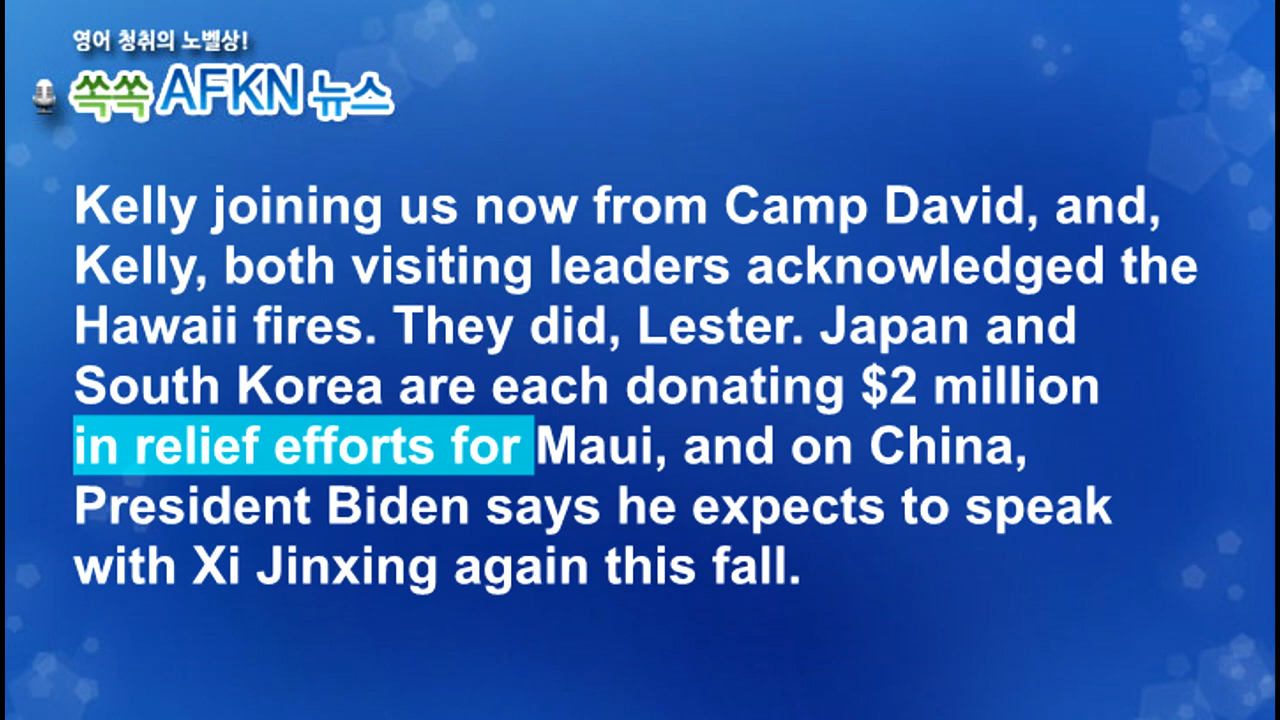 영어 청취의 노벨상!
쏙쏙 AFKN 뉴스
Kelly joining us now from Camp David, and,
Kelly, both visiting leaders acknowledged the
Hawaii fires. They did, Lester. Japan and
South Korea are each donating $2 million
in relief efforts for Maui, and on China,
President Biden says he expects to speak
with Xi Jinxing again this fall.